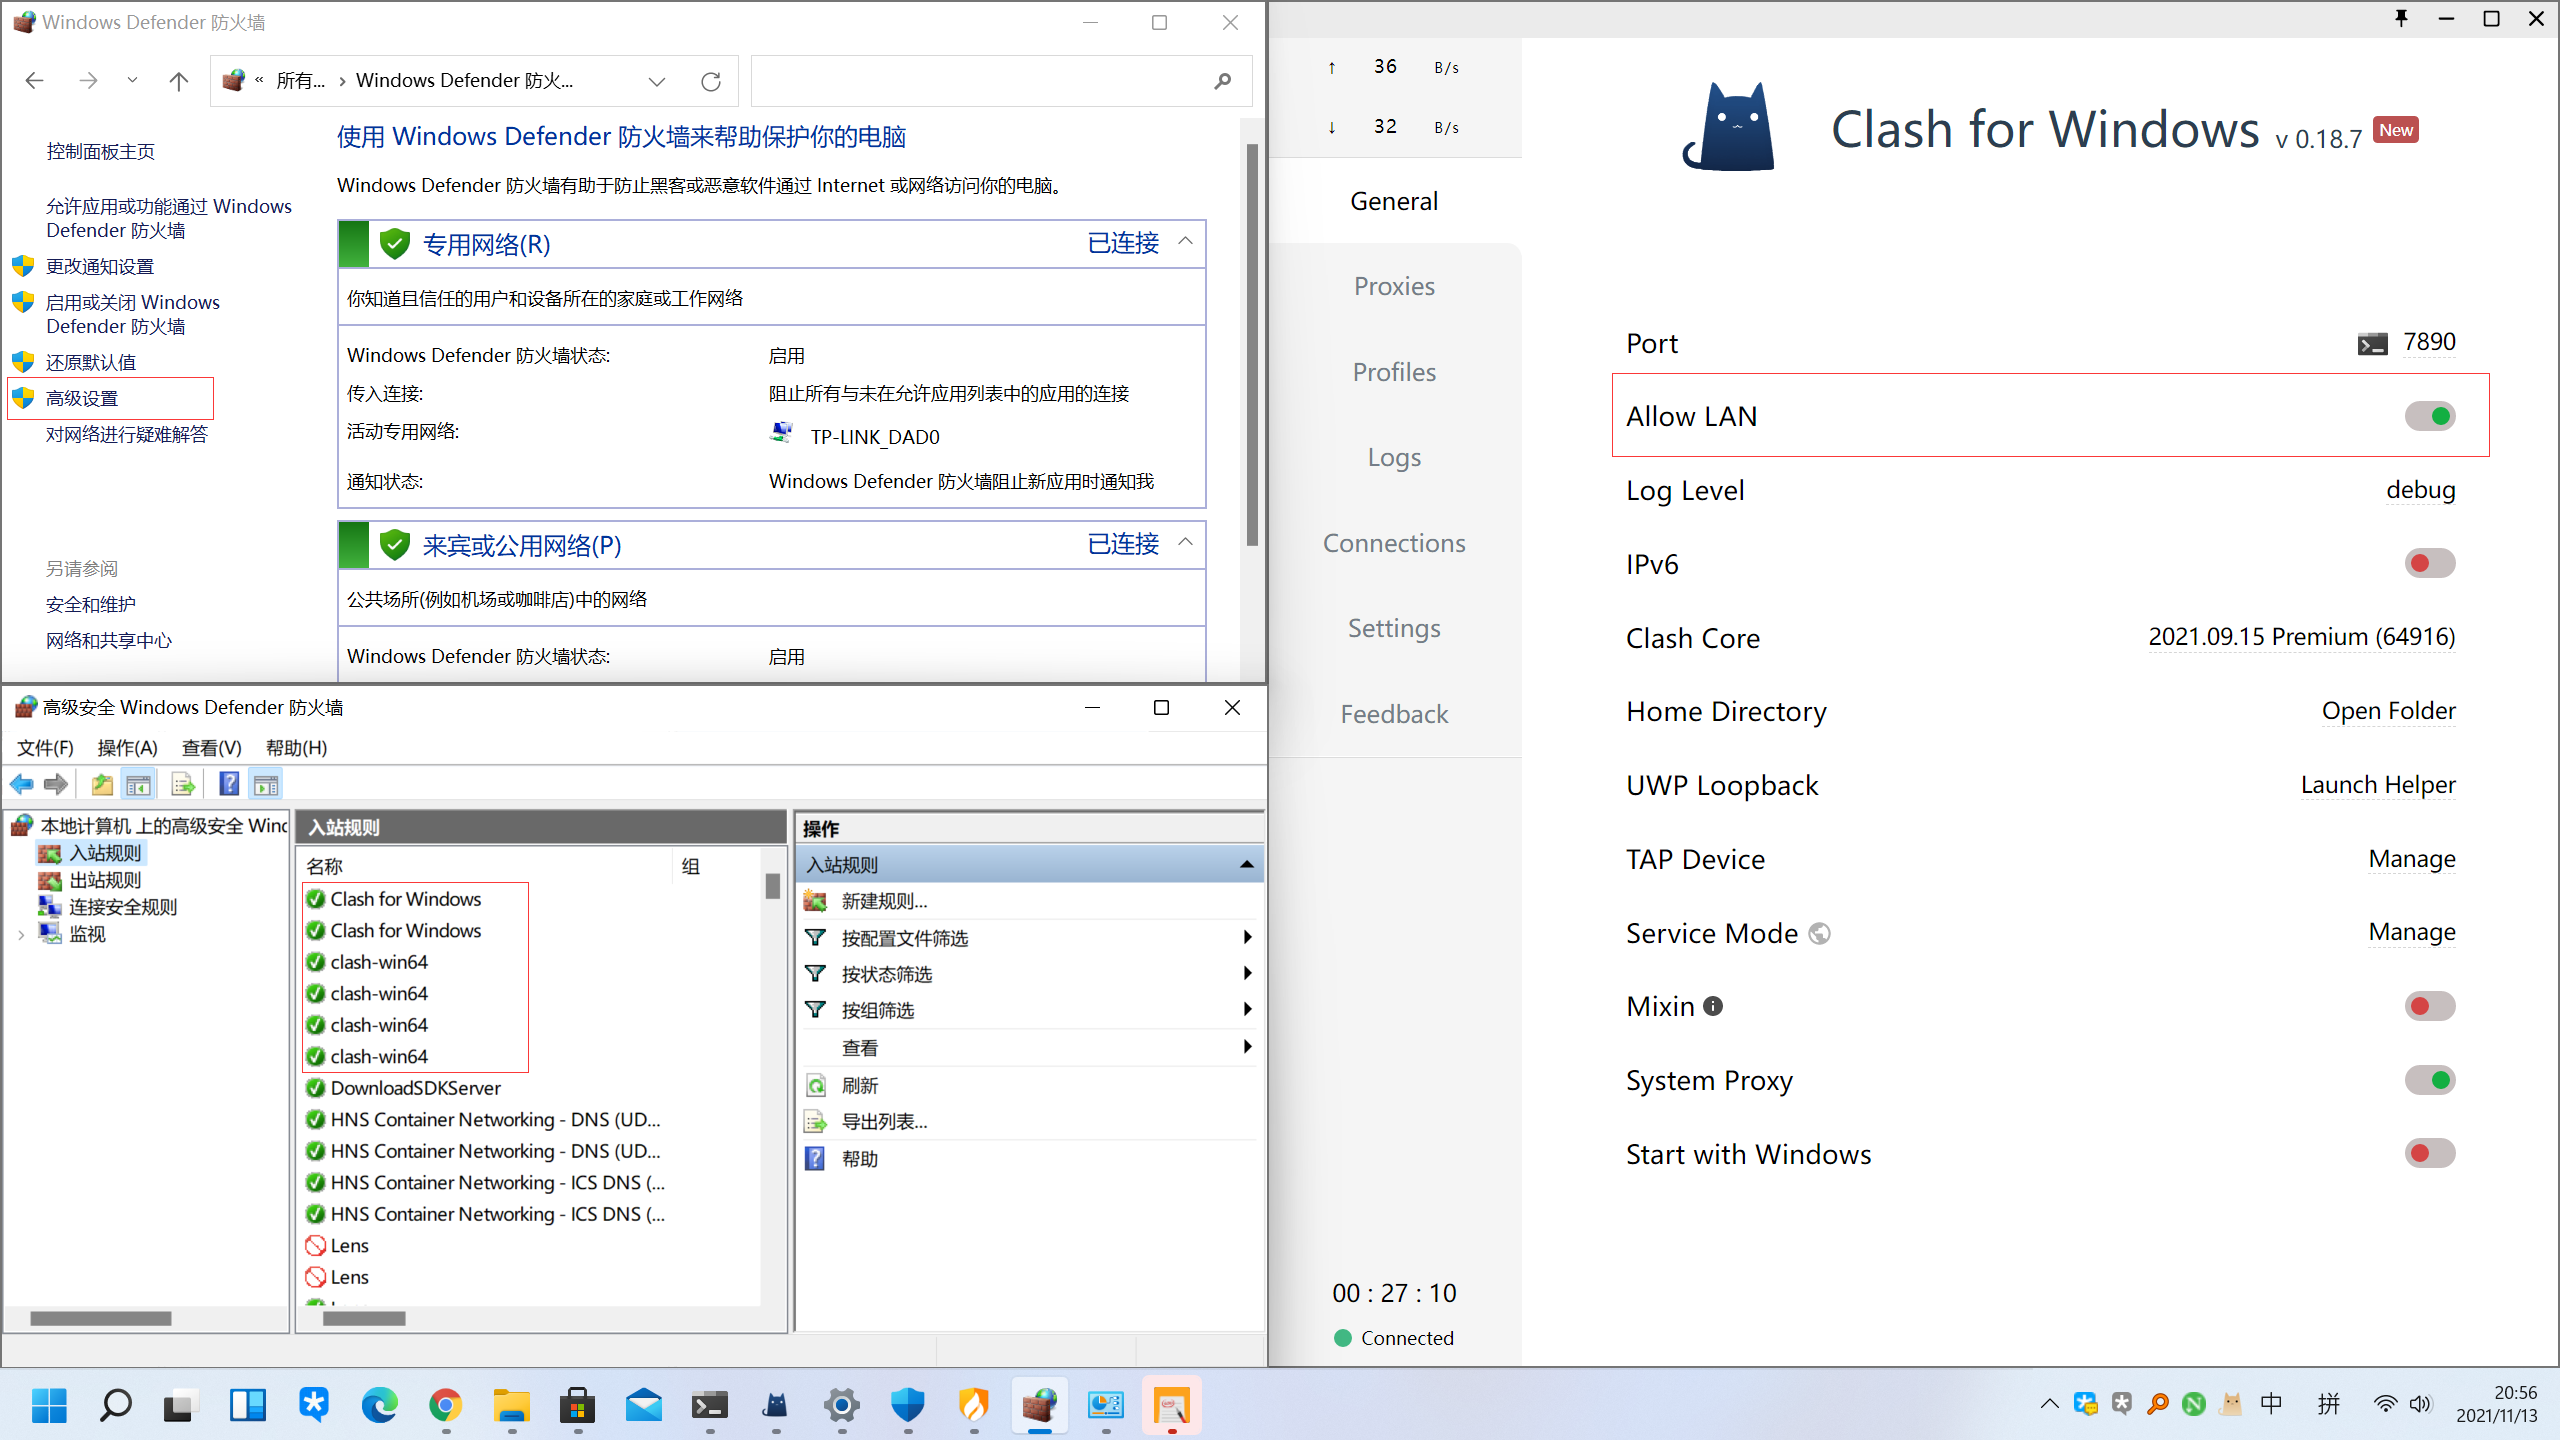 Windows Defender 防火墙
« 所有... › Windows Defender 防火...
控制面板主页
允许应用或功能通过 Windows
Defender 防火墙
更改通知设置
启用或关闭 Windows
Defender 防火墙
还原默认值
高级设置
对网络进行疑难解答
另请参阅
安全和维护
网络和共享中心
使用 Windows Defender 防火墙来帮助保护你的电脑
Windows Defender 防火墙有助于防止黑客或恶意软件通过 Internet 或网络访问你的电脑。
专用网络(R) 已连接
你知道且信任的用户和设备所在的家庭或工作网络
Windows Defender 防火墙状态: 启用
传入连接: 阻止所有与未在允许应用列表中的应用的连接
活动专用网络: TP-LINK_DAD0
通知状态: Windows Defender 防火墙阻止新应用时通知我
来宾或公用网络(P) 已连接
公共场所(例如机场或咖啡店)中的网络
Windows Defender 防火墙状态: 启用
高级安全 Windows Defender 防火墙
文件(F) 操作(A) 查看(V) 帮助(H)
本地计算机 上的高级安全 Wind
入站规则
出站规则
连接安全规则
监视
入站规则
名称 组
Clash for Windows
Clash for Windows
clash-win64
clash-win64
clash-win64
clash-win64
DownloadSDKServer
HNS Container Networking - DNS (UD...
HNS Container Networking - DNS (UD...
HNS Container Networking - ICS DNS (...
HNS Container Networking - ICS DNS (...
Lens
Lens
操作
入站规则
新建规则...
按配置文件筛选
按状态筛选
按组筛选
查看
刷新
导出列表...
帮助
↑ 36 B/s
↓ 32 B/s
General
Proxies
Profiles
Logs
Connections
Settings
Feedback
00 : 27 : 10
Connected
Clash for Windows v 0.18.7 New
Port 7890
Allow LAN
Log Level debug
IPv6
Clash Core 2021.09.15 Premium (64916)
Home Directory Open Folder
UWP Loopback Launch Helper
TAP Device Manage
Service Mode Manage
Mixin
System Proxy
Start with Windows
中 拼
20:56
2021/11/13